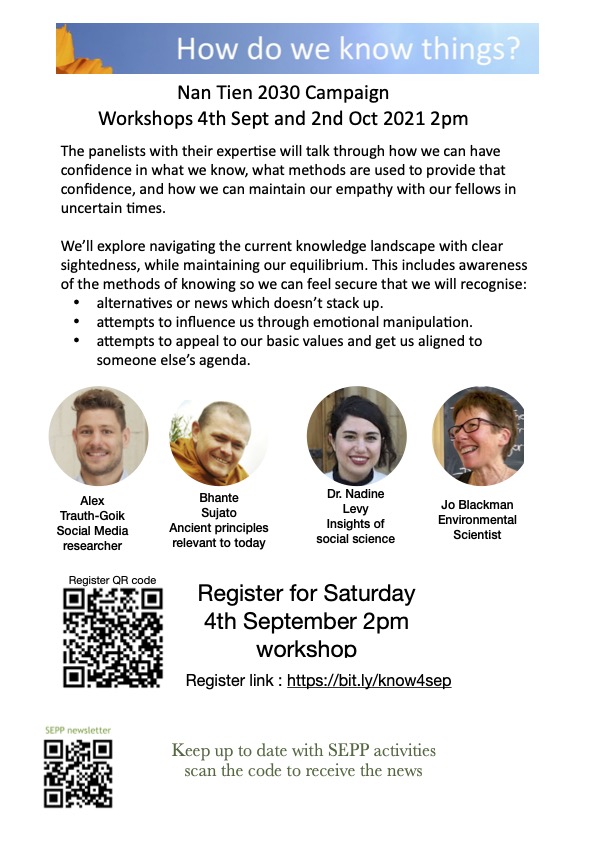 How do we know things?
Nan Tien 2030 Campaign
Workshops 4th Sept and 2nd Oct 2021 2pm
The panelists with their expertise will talk through how we can have
confidence in what we know, what methods are used to provide that
confidence, and how we can maintain our empathy with our fellows in
uncertain times.
We'll explore navigating the current knowledge landscape with clear
sightedness, while maintaining our equilibrium. This includes awareness
of the methods of knowing so we can feel secure that we will recognise:
• alternatives or news which doesn't stack up.
• attempts to influence us through emotional manipulation.
• attempts to appeal to our basic values and get us aligned to
someone else's agenda.
Alex
Trauth-Goik
Social Media
researcher
Bhante
Sujato
Ancient principles
relevant to today
Dr. Nadine
Levy
Insights of
social science
Jo Blackman
Environmental
Scientist
Register QR code
Register for Saturday
4th September 2pm
workshop
Register link : https://bit.ly/know4sep
SEPP newsletter
Keep up to date with SEPP activities
scan the code to receive the news